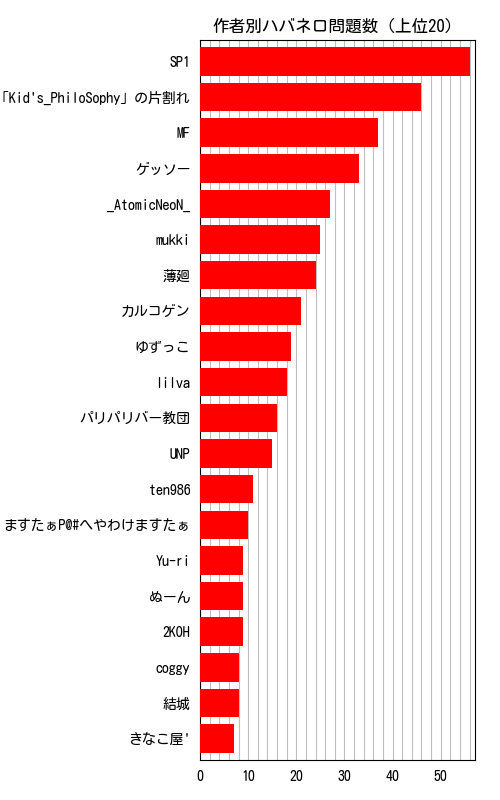 作者別ハバネロ問題数 (上位20)
SP1
「Kid's_PhiloSophy」の片割れ
MF
ゲッソー
_AtomicNeoN_
mukki
薄廻
カルコゲン
ゆずっこ
lilva
バリバリバー教団
UNP
ten986
ますたぁP@#へやわけますたぁ
Yu-ri
ぬーん
2KOH
coggy
結城
きなこ屋'
0 10 20 30 40 50